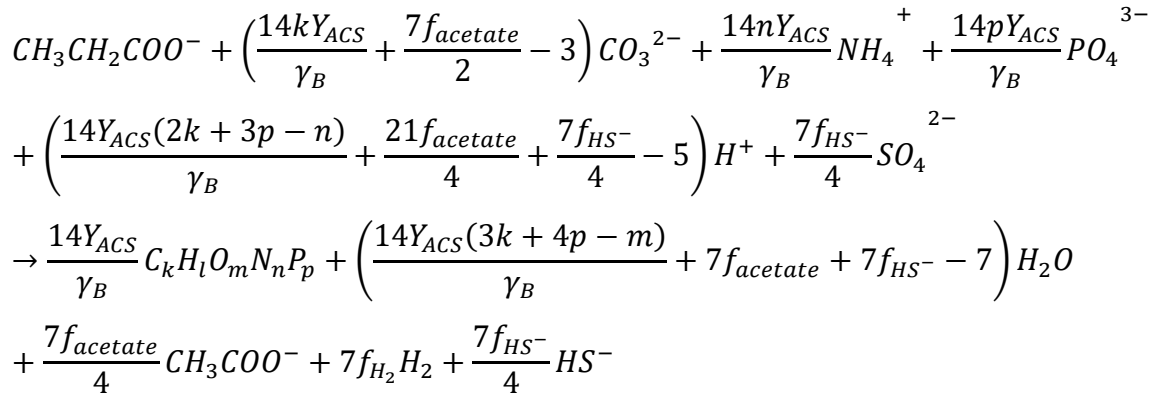 CH₃CH₂COO⁻ + (14kY_ACS/γ_B + 7f_acetate/2 − 3) CO₃²⁻ + 14nY_ACS/γ_B NH₄⁺ + 14pY_ACS/γ_B PO₄³⁻
+ (14Y_ACS(2k + 3p − n)/γ_B + 21f_acetate/4 + 7f_HS⁻/4 − 5) H⁺ + 7f_HS⁻/4 SO₄²⁻
→ 14Y_ACS/γ_B C_kH_lO_mN_nP_p + (14Y_ACS(3k + 4p − m)/γ_B + 7f_acetate + 7f_HS⁻ − 7) H₂O
+ 7f_acetate/4 CH₃COO⁻ + 7f_H₂ H₂ + 7f_HS⁻/4 HS⁻